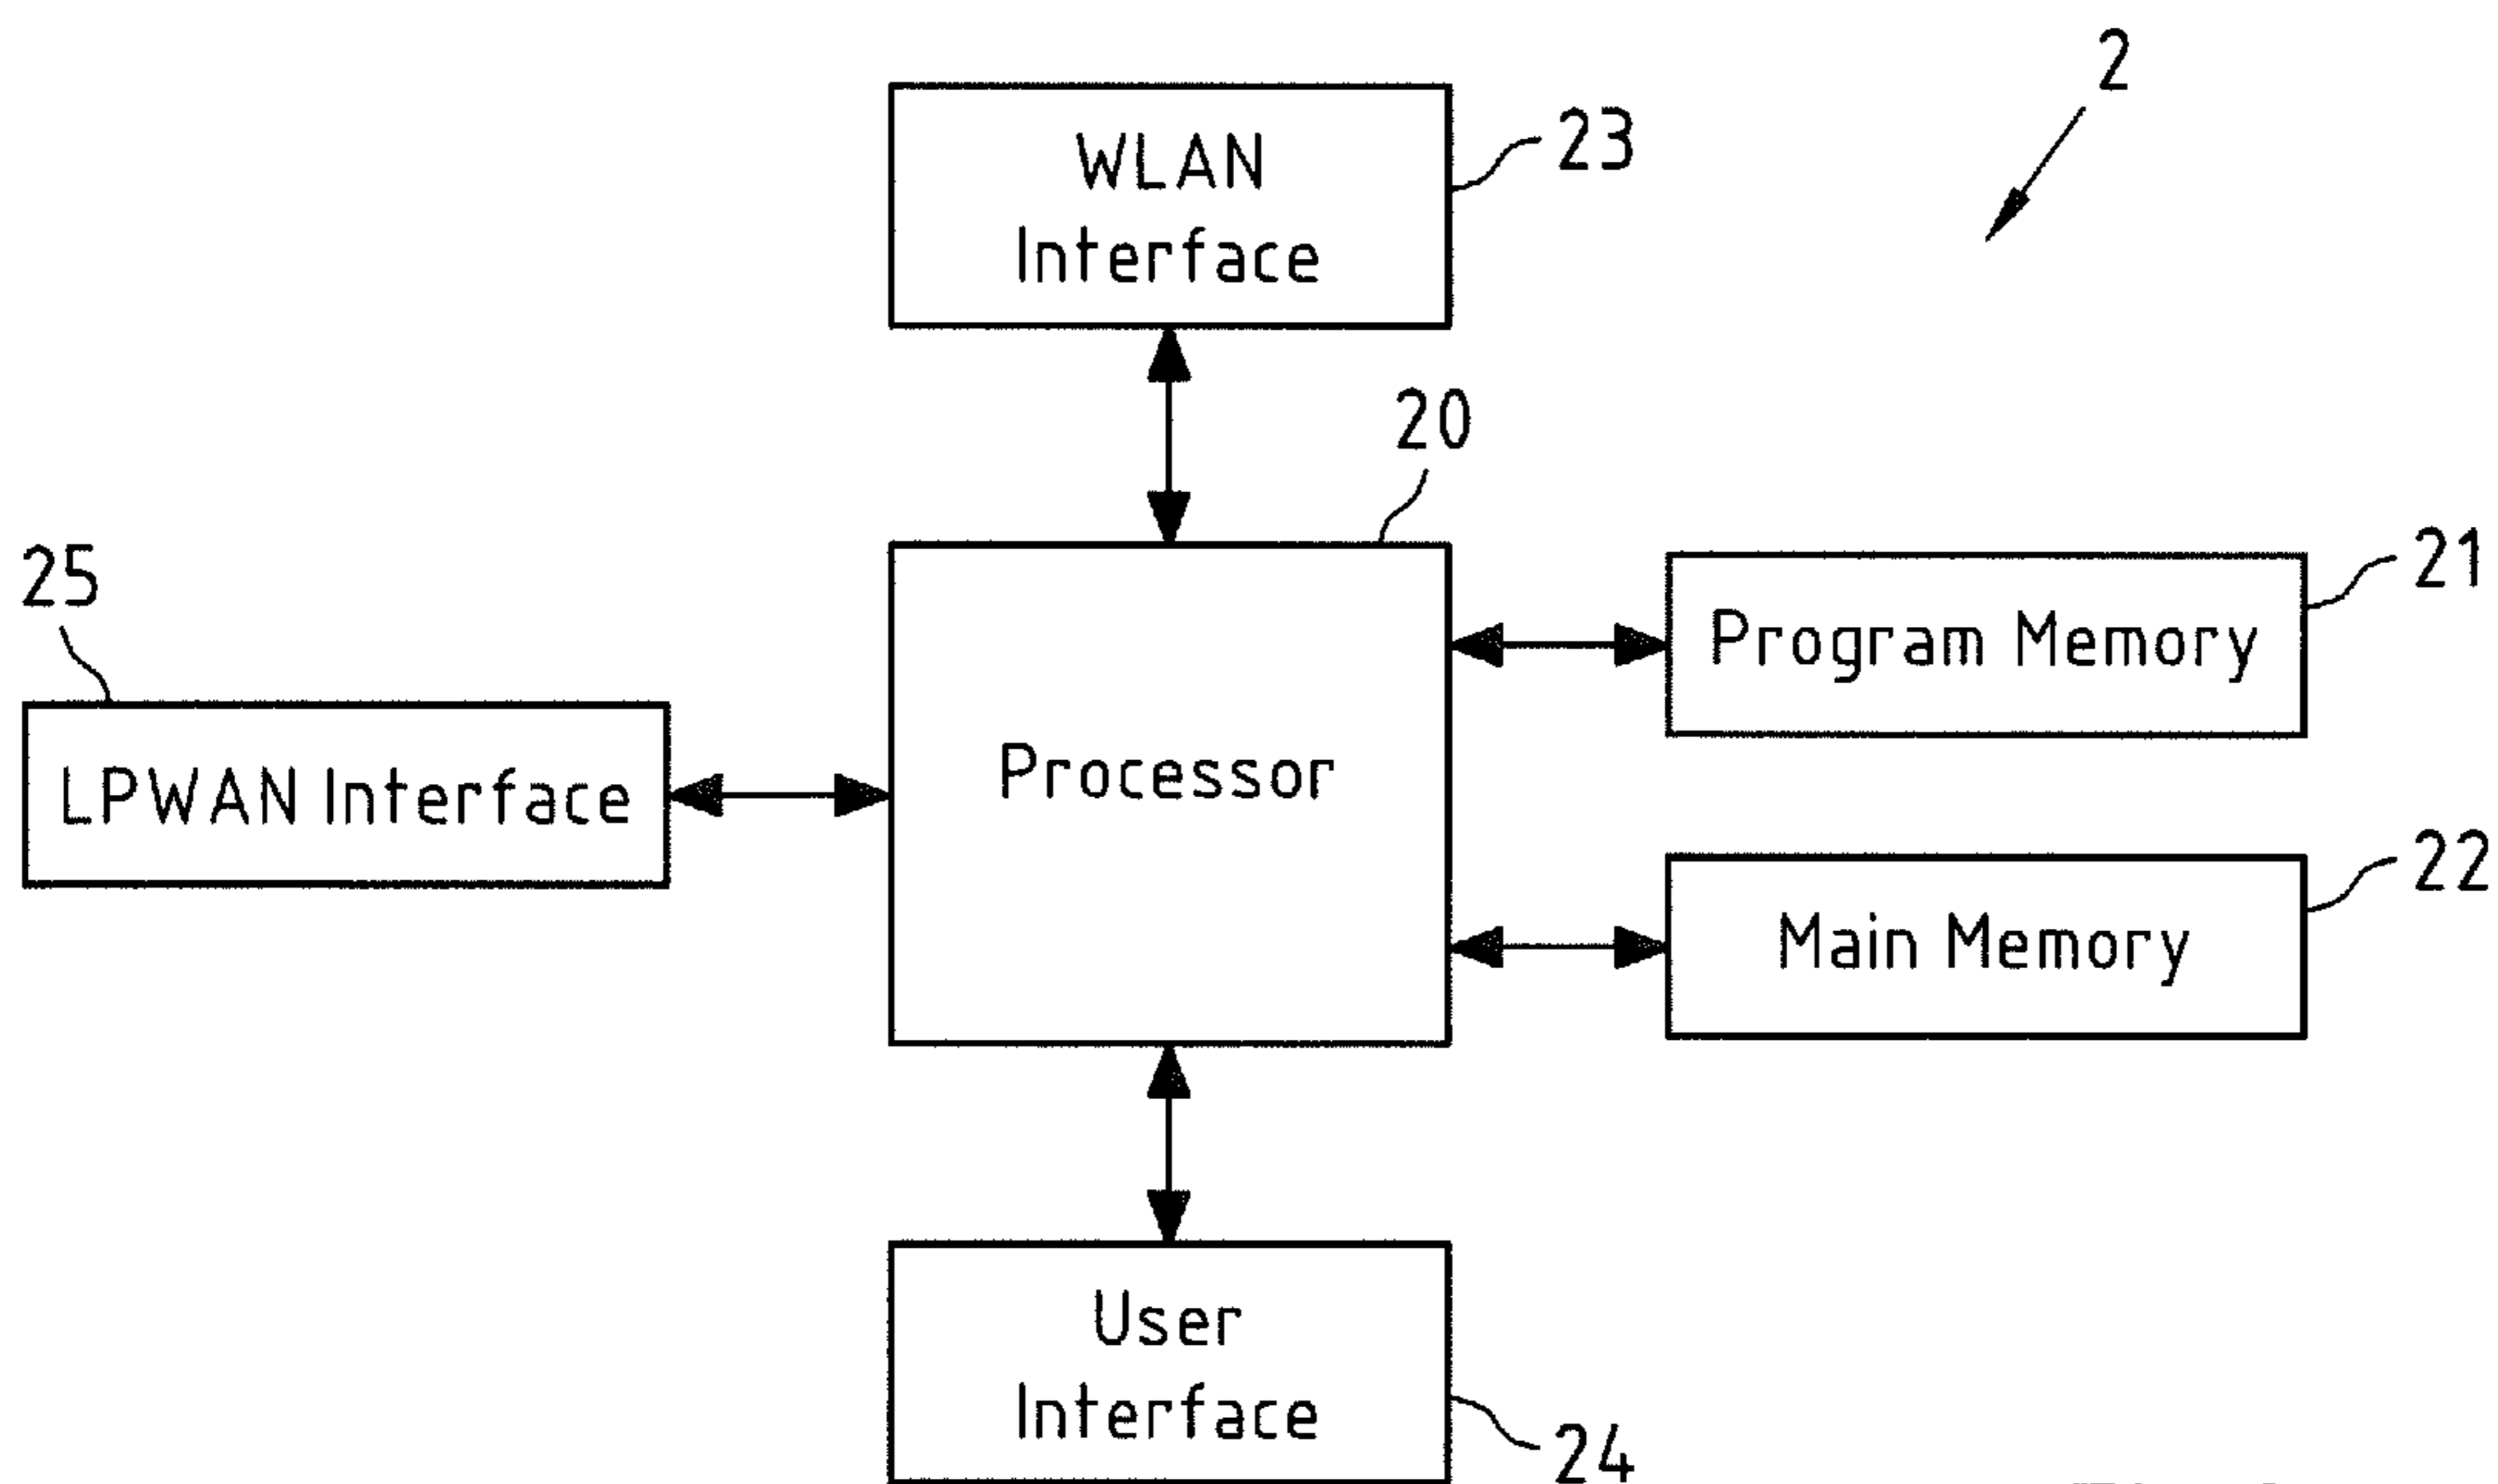 2
WLAN
Interface
23
20
25
21
Program Memory
Processor
LPWAN Interface
22
Main Memory
User
Interface
24